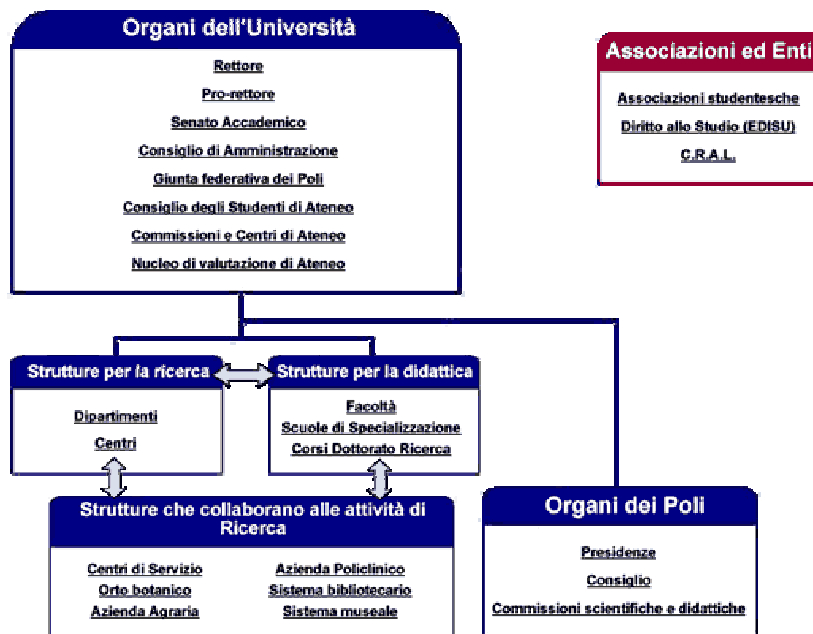 Organi dell'Università
Rettore
Pro-rettore
Senato Accademico
Consiglio di Amministrazione
Giunta federativa dei Poli
Consiglio degli Studenti di Ateneo
Commissioni e Centri di Ateneo
Nucleo di valutazione di Ateneo
Associazioni ed Enti
Associazioni studentesche
Diritto allo Studio (EDISU)
C.R.A.L.
Strutture per la ricerca
Dipartimenti
Centri
Strutture per la didattica
Facoltà
Scuole di Specializzazione
Corsi Dottorato Ricerca
Strutture che collaborano alle attività di
Ricerca
Centri di Servizio
Orto botanico
Azienda Agraria
Azienda Policlinico
Sistema bibliotecario
Sistema museale
Organi dei Poli
Presidenze
Consiglio
Commissioni scientifiche e didattiche